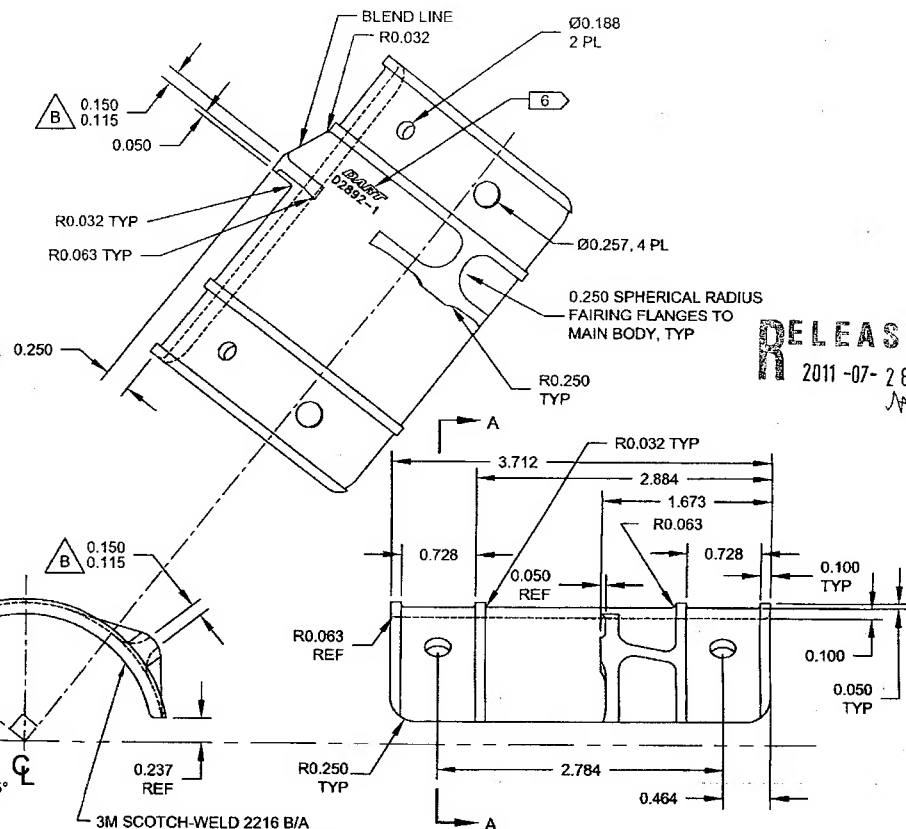 BLEND LINE
R0.032
Ø0.188
2 PL
6
B
0.150
0.115
0.050
DART
D2892-1
R0.032 TYP
R0.063 TYP
Ø0.257, 4 PL
0.250 SPHERICAL RADIUS
FAIRING FLANGES TO
MAIN BODY, TYP
RELEAS
2011-07-28
0.250
R0.250
TYP
A
R0.032 TYP
3.712
2.884
1.673
R0.063
B
0.150
0.115
0.728
0.728
0.050
REF
0.100
TYP
R0.063
REF
0.100
0.050
TYP
CL
0.237
REF
R0.250
TYP
2.784
0.464
3M SCOTCH-WELD 2216 B/A
A